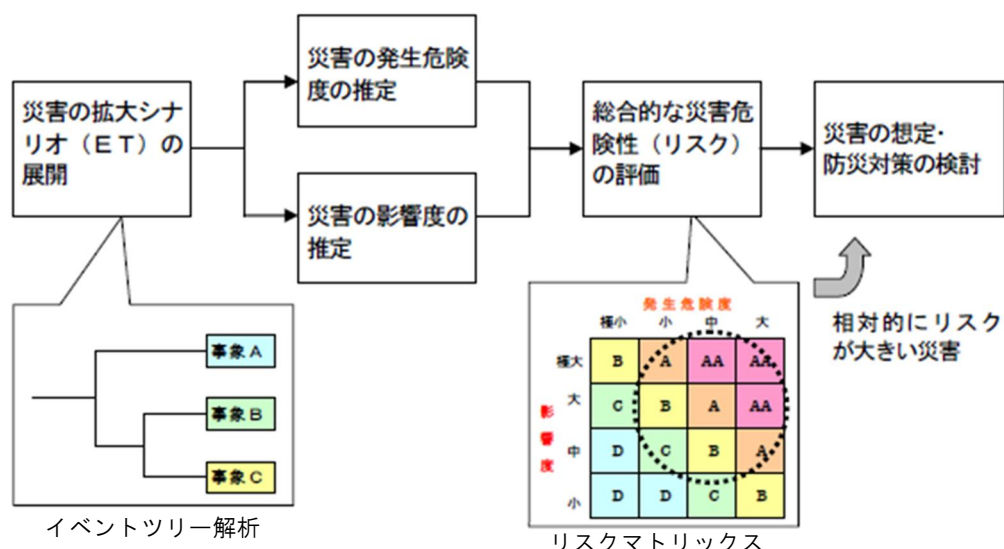 災害の拡大シナ
リオ（ＥＴ）の
展開
災害の発生危険
度の推定
災害の影響度の
推定
総合的な災害危
険性（リスク）
の評価
災害の想定・
防災対策の検討
相対的にリスク
が大きい災害
事象Ａ
事象Ｂ
事象Ｃ
イベントツリー解析
発生危険度
極小 小 中 大
影響度
極大 B A AA AA
大 C B A AA
中 D C B A
小 D D C B
リスクマトリックス